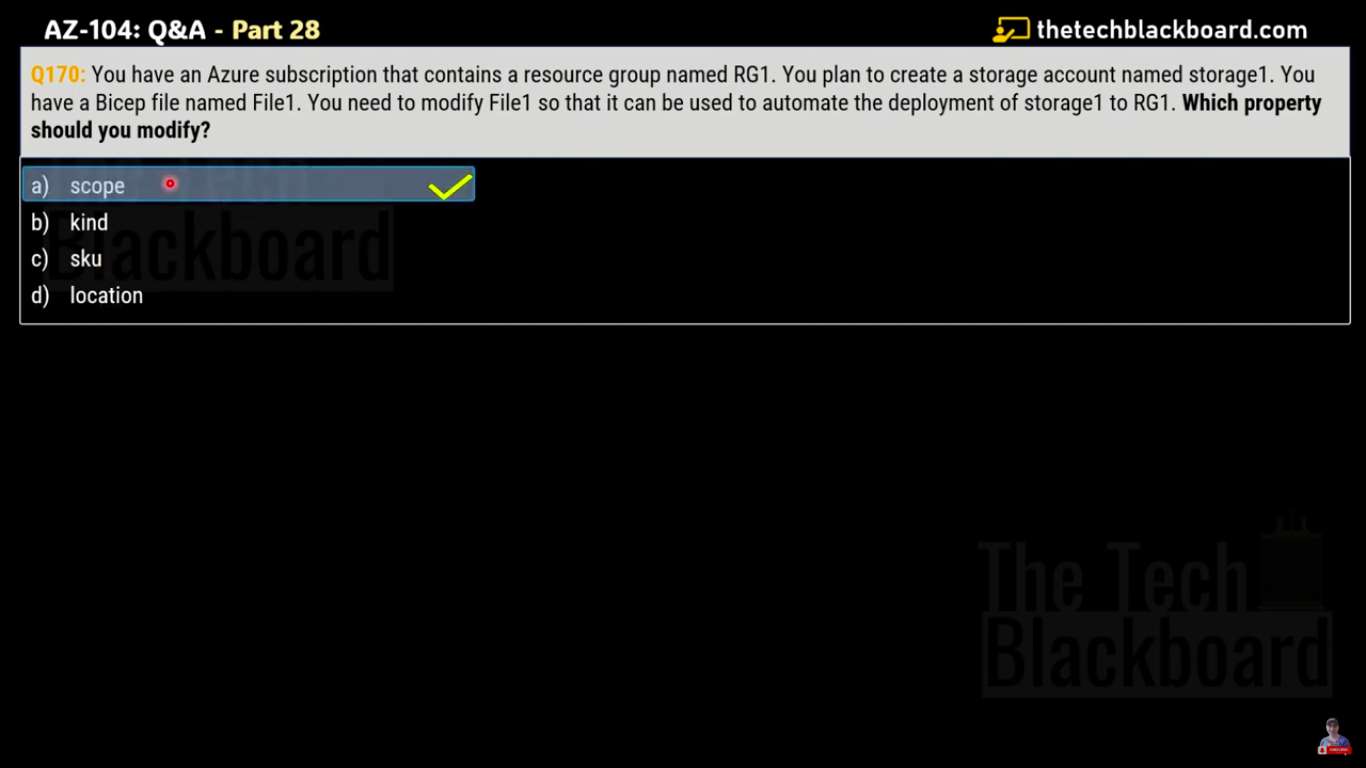 AZ-104: Q&A - Part 28
thetechblackboard.com
Q170: You have an Azure subscription that contains a resource group named RG1. You plan to create a storage account named storage1. You
have a Bicep file named File1. You need to modify File1 so that it can be used to automate the deployment of storage1 to RG1. Which property
should you modify?
a) scope
b) kind
c) sku
d) location
Blackboard
The Tech
Blackboard